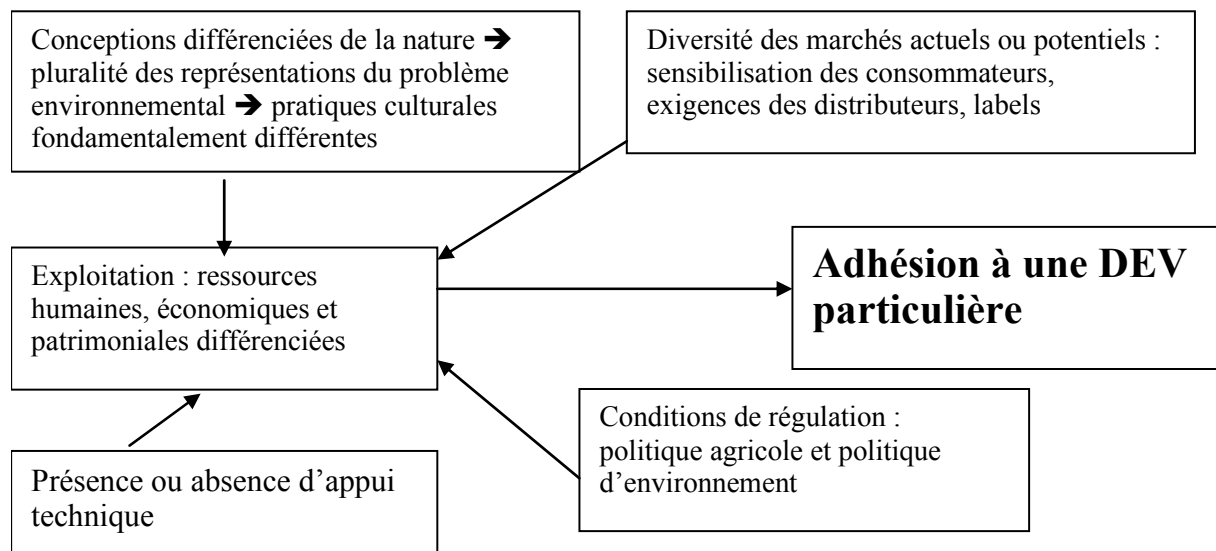 Conceptions différenciées de la nature ➔
pluralité des représentations du problème
environnemental ➔ pratiques culturales
fondamentalement différentes
Diversité des marchés actuels ou potentiels :
sensibilisation des consommateurs,
exigences des distributeurs, labels
Exploitation : ressources
humaines, économiques et
patrimoniales différenciées
Adhésion à une DEV
particulière
Conditions de régulation :
politique agricole et politique
d’environnement
Présence ou absence d’appui
technique